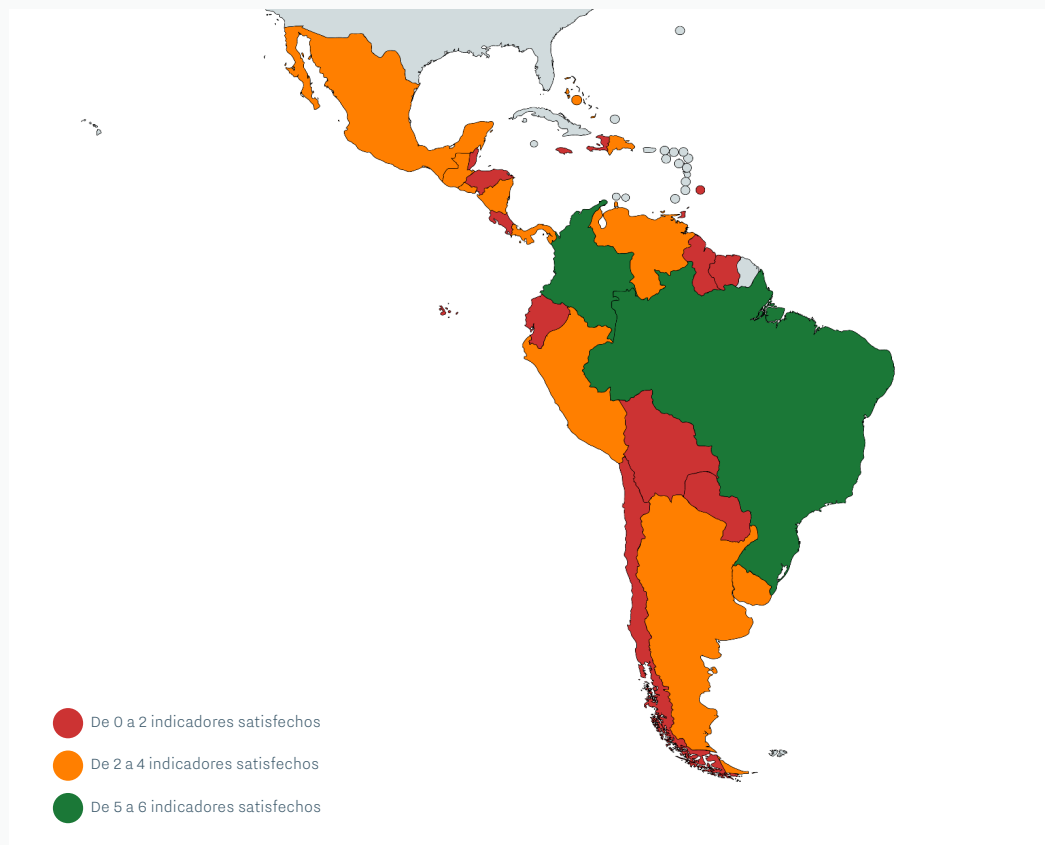 De 0 a 2 indicadores satisfechos
De 2 a 4 indicadores satisfechos
De 5 a 6 indicadores satisfechos